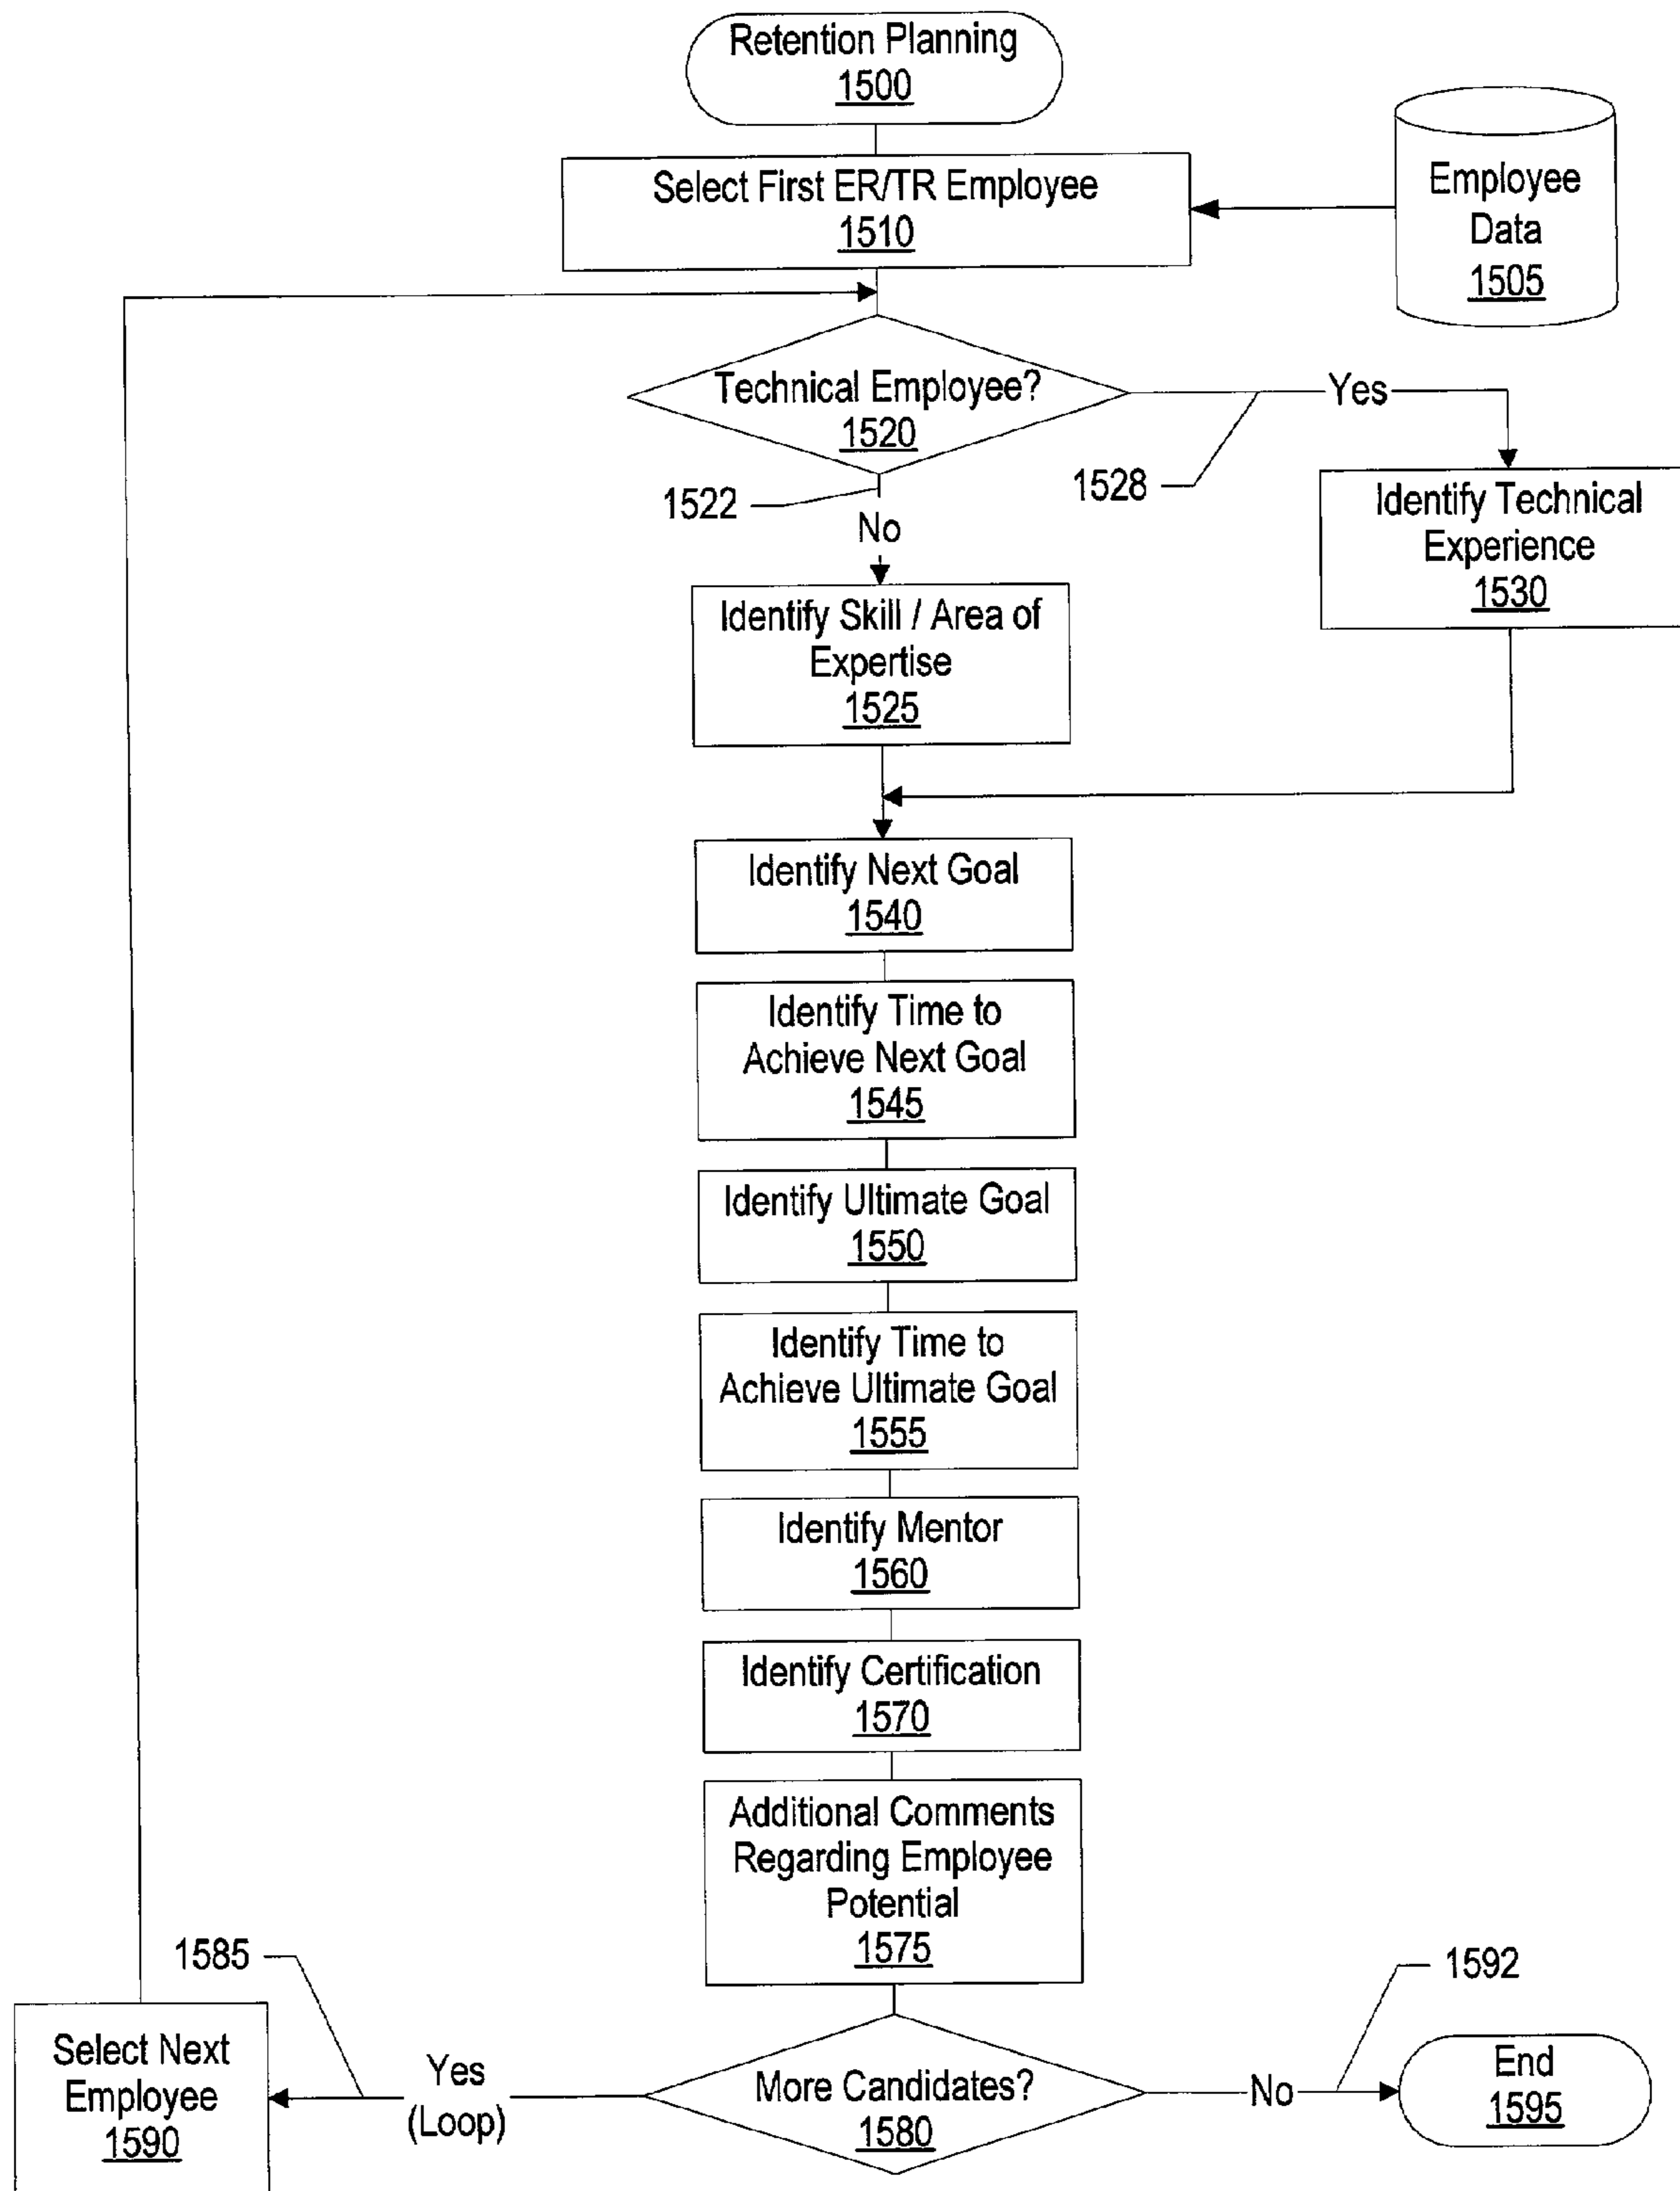 Retention Planning
1500
Select First ER/TR Employee
1510
Employee
Data
1505
Technical Employee?
1520
Yes
1528
1522
No
Identify Technical
Experience
1530
Identify Skill / Area of
Expertise
1525
Identify Next Goal
1540
Identify Time to
Achieve Next Goal
1545
Identify Ultimate Goal
1550
Identify Time to
Achieve Ultimate Goal
1555
Identify Mentor
1560
Identify Certification
1570
Additional Comments
Regarding Employee
Potential
1575
1585
1592
Select Next
Employee
1590
Yes
(Loop)
More Candidates?
1580
No
End
1595